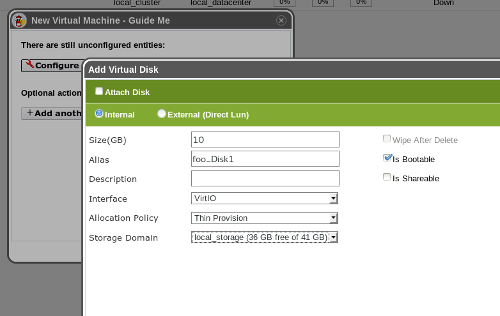 local_cluster local_datacenter 0% 0% 0% Down
New Virtual Machine - Guide Me
There are still unconfigured entities:
Configure
Optional action
Add anoth
Add Virtual Disk
Attach Disk
Internal External (Direct Lun)
Size(GB) 10 Wipe After Delete
Alias foo_Disk1 Is Bootable
Description Is Shareable
Interface VirtIO
Allocation Policy Thin Provision
Storage Domain local_storage (36 GB free of 41 GB)